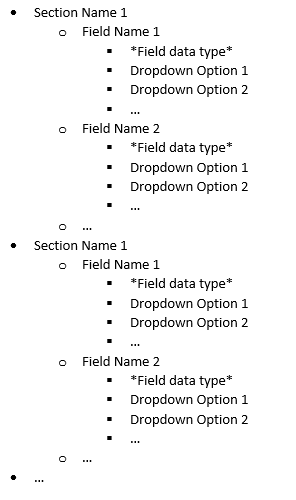 • Section Name 1
o Field Name 1
▪ *Field data type*
▪ Dropdown Option 1
▪ Dropdown Option 2
▪ ...
o Field Name 2
▪ *Field data type*
▪ Dropdown Option 1
▪ Dropdown Option 2
▪ ...
o ...
• Section Name 1
o Field Name 1
▪ *Field data type*
▪ Dropdown Option 1
▪ Dropdown Option 2
▪ ...
o Field Name 2
▪ *Field data type*
▪ Dropdown Option 1
▪ Dropdown Option 2
▪ ...
o ...
• ...